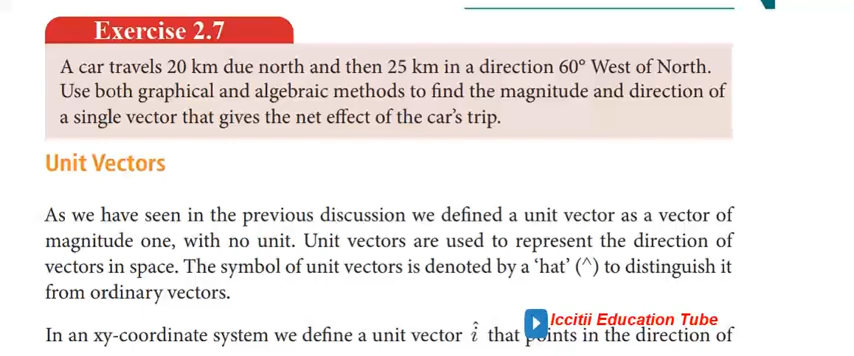 Exercise 2.7
A car travels 20 km due north and then 25 km in a direction 60° West of North.
Use both graphical and algebraic methods to find the magnitude and direction of
a single vector that gives the net effect of the car's trip.
Unit Vectors
As we have seen in the previous discussion we defined a unit vector as a vector of
magnitude one, with no unit. Unit vectors are used to represent the direction of
vectors in space. The symbol of unit vectors is denoted by a 'hat' (^) to distinguish it
from ordinary vectors.
Iccitii Education Tube
In an xy-coordinate system we define a unit vector î that points in the direction of